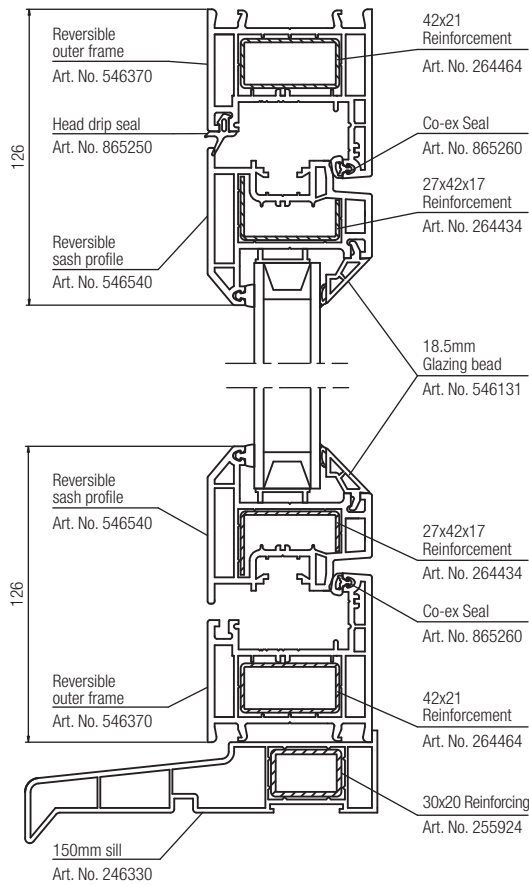 Reversible
outer frame
Art. No. 546370
Head drip seal
Art. No. 865250
126
Reversible
sash profile
Art. No. 546540
42x21
Reinforcement
Art. No. 264464
Co-ex Seal
Art. No. 865260
27x42x17
Reinforcement
Art. No. 264434
18.5mm
Glazing bead
Art. No. 546131
Reversible
sash profile
Art. No. 546540
126
Reversible
outer frame
Art. No. 546370
27x42x17
Reinforcement
Art. No. 264434
Co-ex Seal
Art. No. 865260
42x21
Reinforcement
Art. No. 264464
30x20 Reinforcing
Art. No. 255924
150mm sill
Art. No. 246330